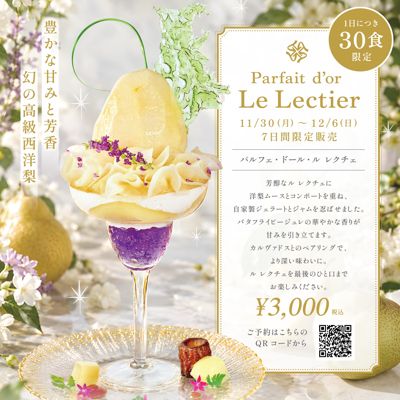 豊かな甘みと芳香
幻の高級西洋梨
1日につき
30食
限定
Parfait d'or
Le Lectier
11/30(月)~12/6(日)
7日間限定販売
パルフェ・ドール・ル レクチェ
芳醇なル レクチェに
洋梨ムースとコンポートを重ね、
自家製ジェラートとジャムを忍ばせました。
バタフライピージュレの華やかな香りが
甘みを引き立てます。
カルヴァドスとのペアリングで、
より深い味わいに。
ル レクチェを最後のひと口まで
お楽しみください。
¥3,000 税込
ご予約はこちらの
QRコードから